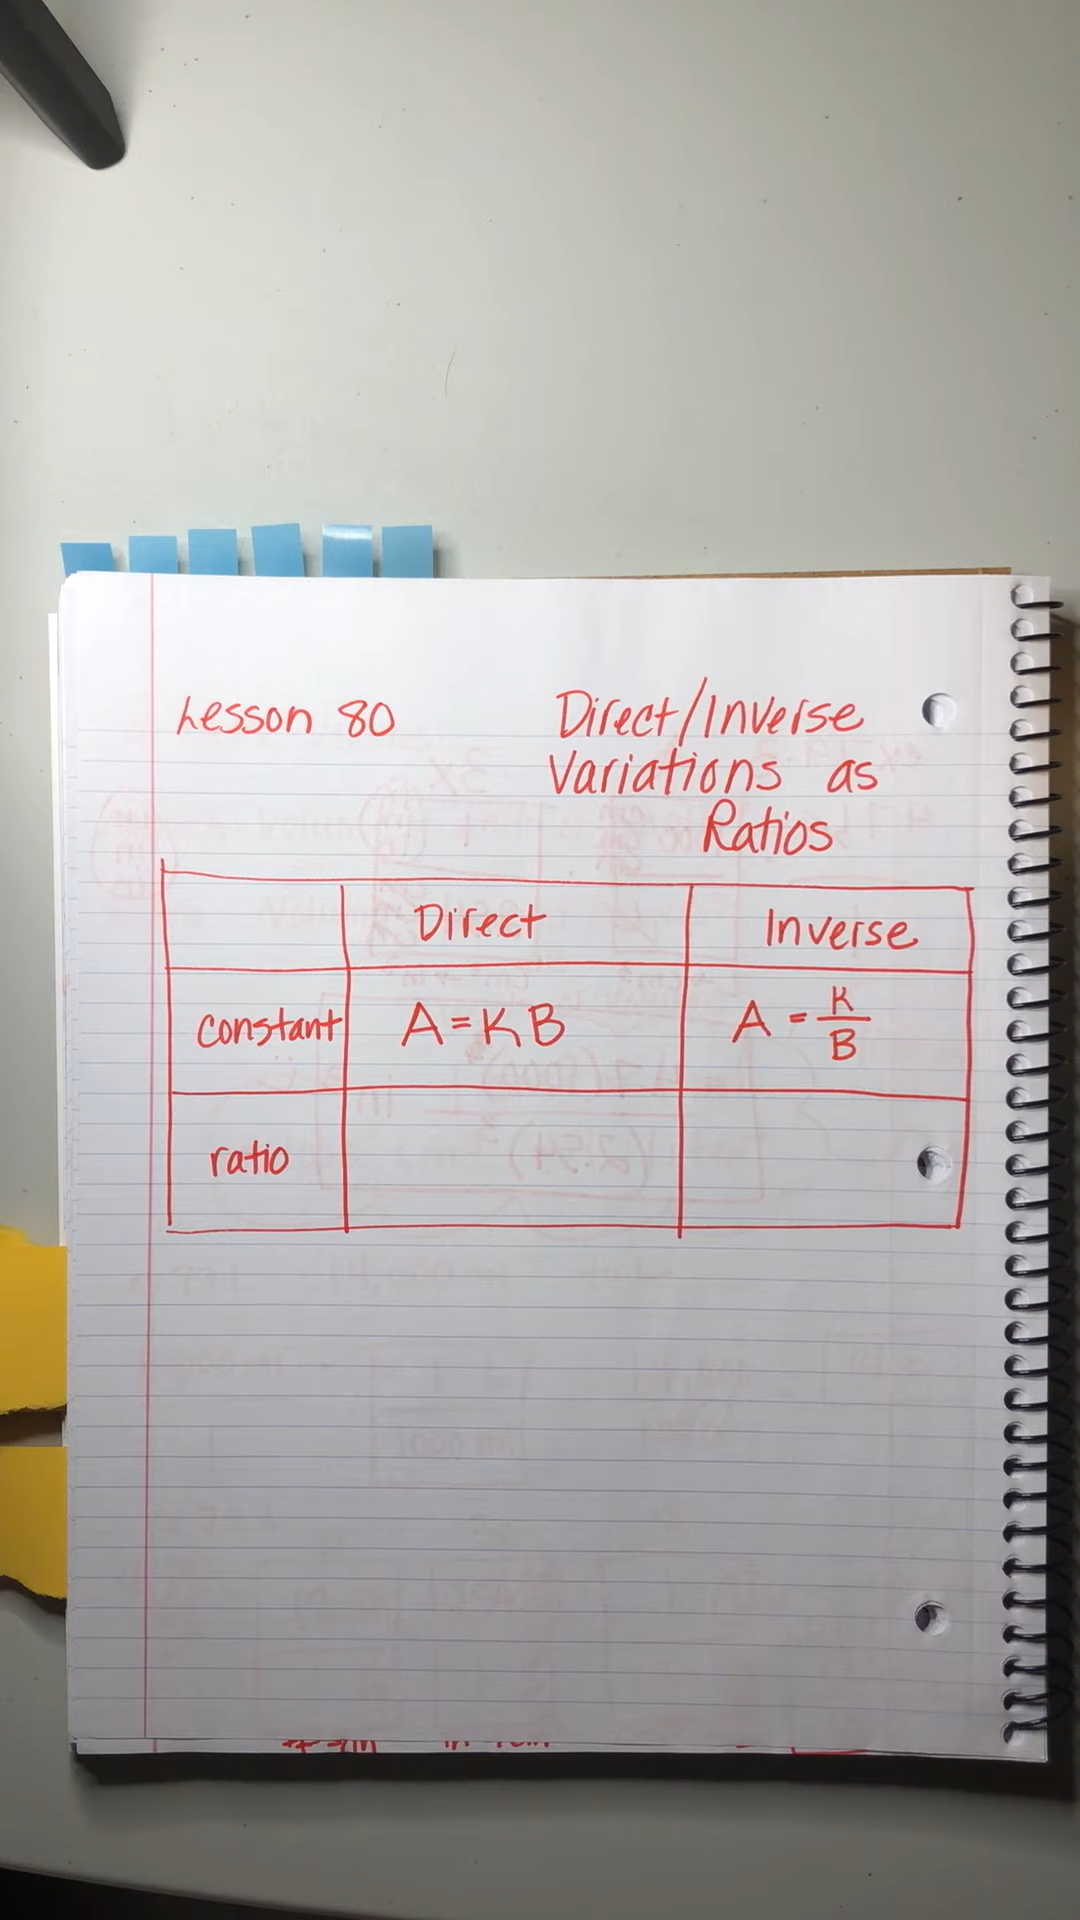 Lesson 80
Direct/Inverse
Variations as
Ratios
Direct
Inverse
constant
A = KB
A = K/B
ratio